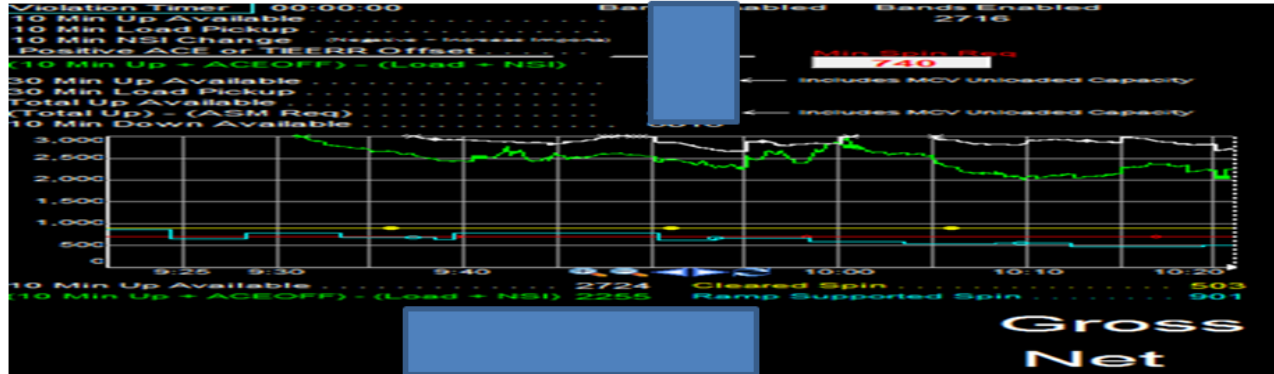 Violation Timer 00:00:00 Ban abled Bands Enabled
10 Min Up Available . . . . . . . . . . . . . . 2716
10 Min Load Pickup . . . . . . . . . . . . . .
10 Min NSI Change (Negative = Increase Imports)
Positive ACE or TIEERR Offset . . . . . . Min Spin Req
(10 Min Up + ACEOFF) - (Load + NSI) 740
30 Min Up Available . . . . . . . . . . . . . . <— Includes MCV Unloaded Capacity
30 Min Load Pickup . . . . . . . . . . . . . .
Total Up Available . . . . . . . . . . . . . .
(Total Up) - (ASM Req) . . . . . . . . . . . . <— Includes MCV Unloaded Capacity
10 Min Down Available . . . . . . . . . . . .
3,000
2,500
2,000
1,500
1,000
500
0
9:25 9:30 9:40 10:00 10:10 10:20
10 Min Up Available . . . . . . . . . . . . 2724 Cleared Spin . . . . . . . . . . . . . . . 503
(10 Min Up + ACEOFF) - (Load + NSI) 2255 Ramp Supported Spin . . . . . . . . . 901
Gross
Net